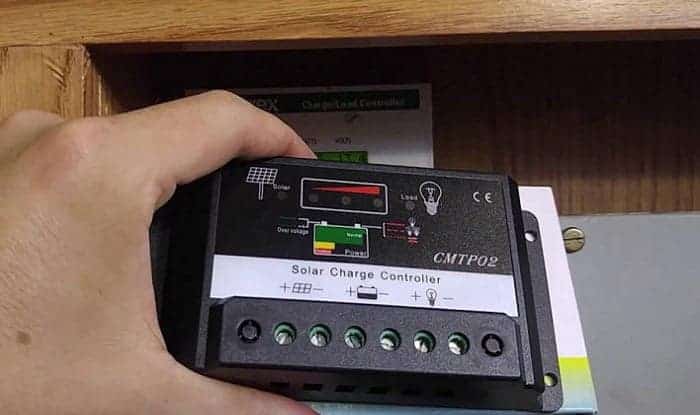 Charge/Load Controller
Solar
Load
CE
Over voltage
Normal
Power
CMTP02
Solar Charge Controller
+ - + - + -